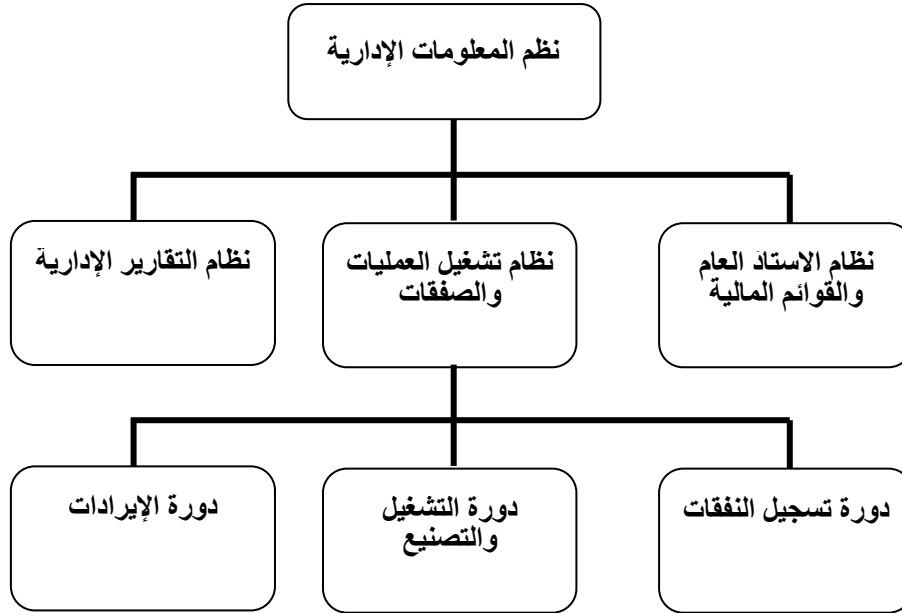 نظم المعلومات الإدارية
نظام الاستاذ العام
والقوائم المالية
نظام تشغيل العمليات
والصفقات
نظام التقارير الإدارية
دورة تسجيل النفقات
دورة التشغيل
والتصنيع
دورة الإيرادات